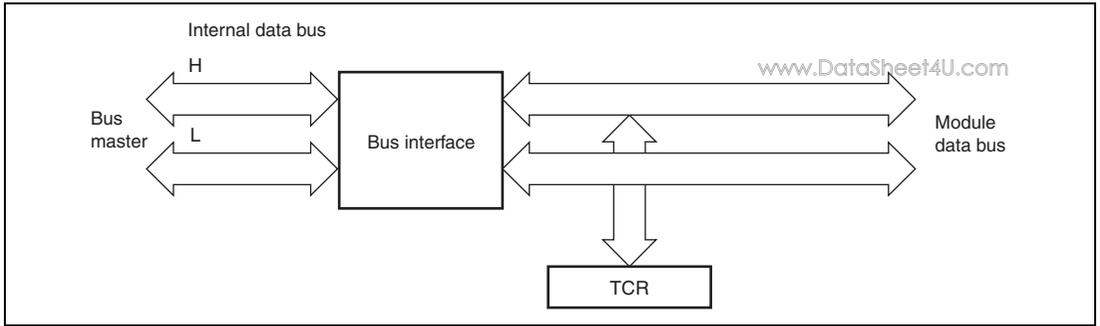 Internal data bus
H
www.DataSheet4U.com
Bus
master
L
Bus interface
Module
data bus
TCR